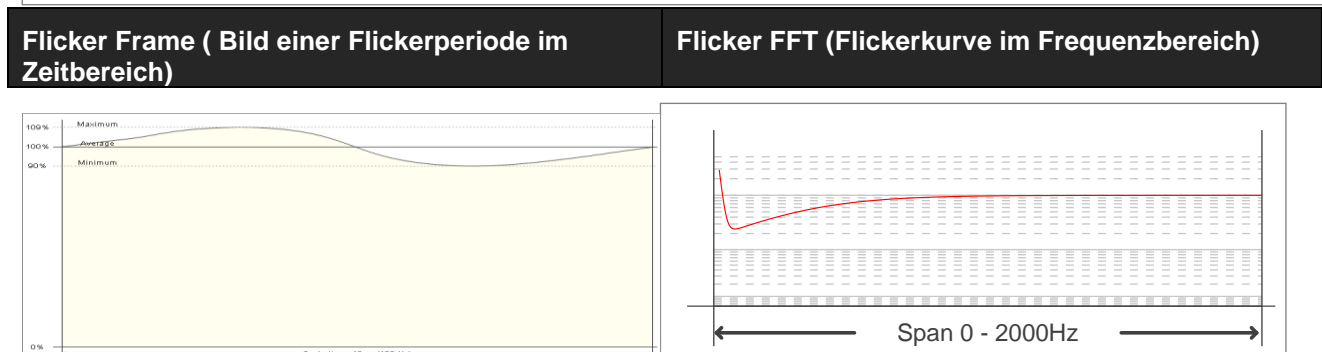 Flicker Frame ( Bild einer Flickerperiode im
Zeitbereich)
Flicker FFT (Flickerkurve im Frequenzbereich)
109%
Maximum
100%
Average
90%
Minimum
0%
Span 0 - 2000Hz